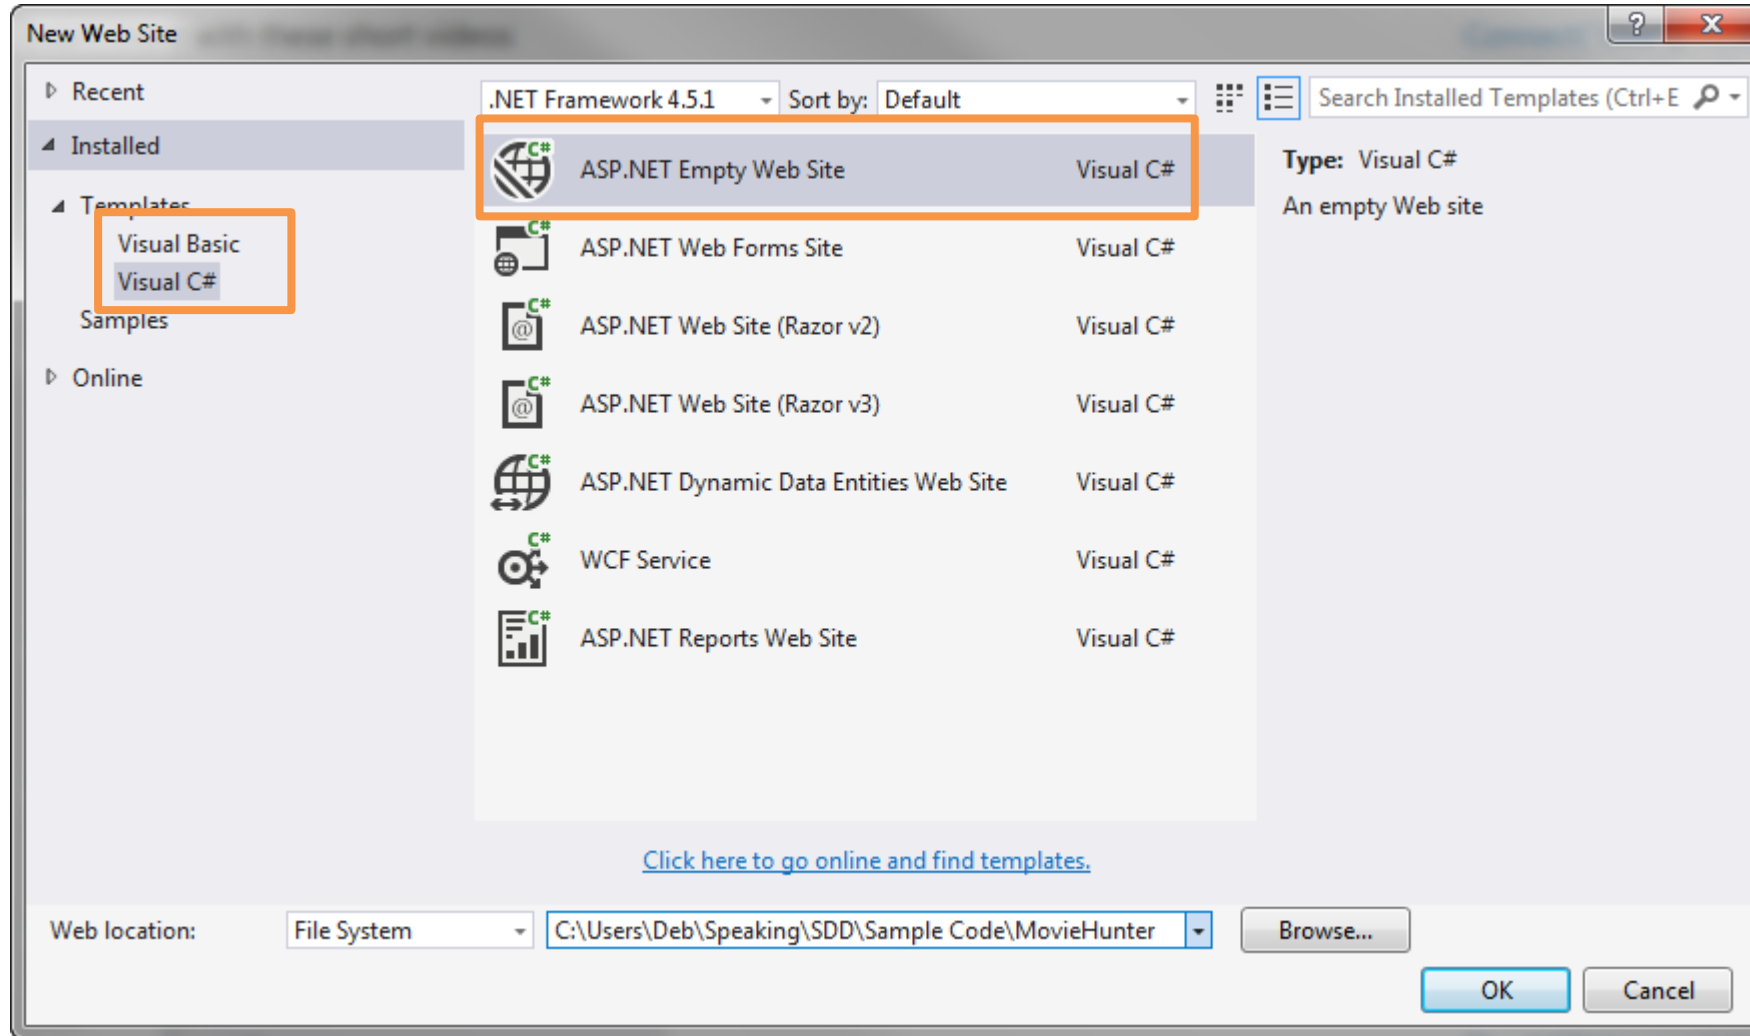 New Web Site
Recent
Installed
Templates
Visual Basic
Visual C#
Samples
Online
.NET Framework 4.5.1 Sort by: Default
Search Installed Templates (Ctrl+E
ASP.NET Empty Web Site Visual C#
ASP.NET Web Forms Site Visual C#
ASP.NET Web Site (Razor v2) Visual C#
ASP.NET Web Site (Razor v3) Visual C#
ASP.NET Dynamic Data Entities Web Site Visual C#
WCF Service Visual C#
ASP.NET Reports Web Site Visual C#
Type: Visual C#
An empty Web site
Click here to go online and find templates.
Web location: File System C:\Users\Deb\Speaking\SDD\Sample Code\MovieHunter Browse...
OK Cancel